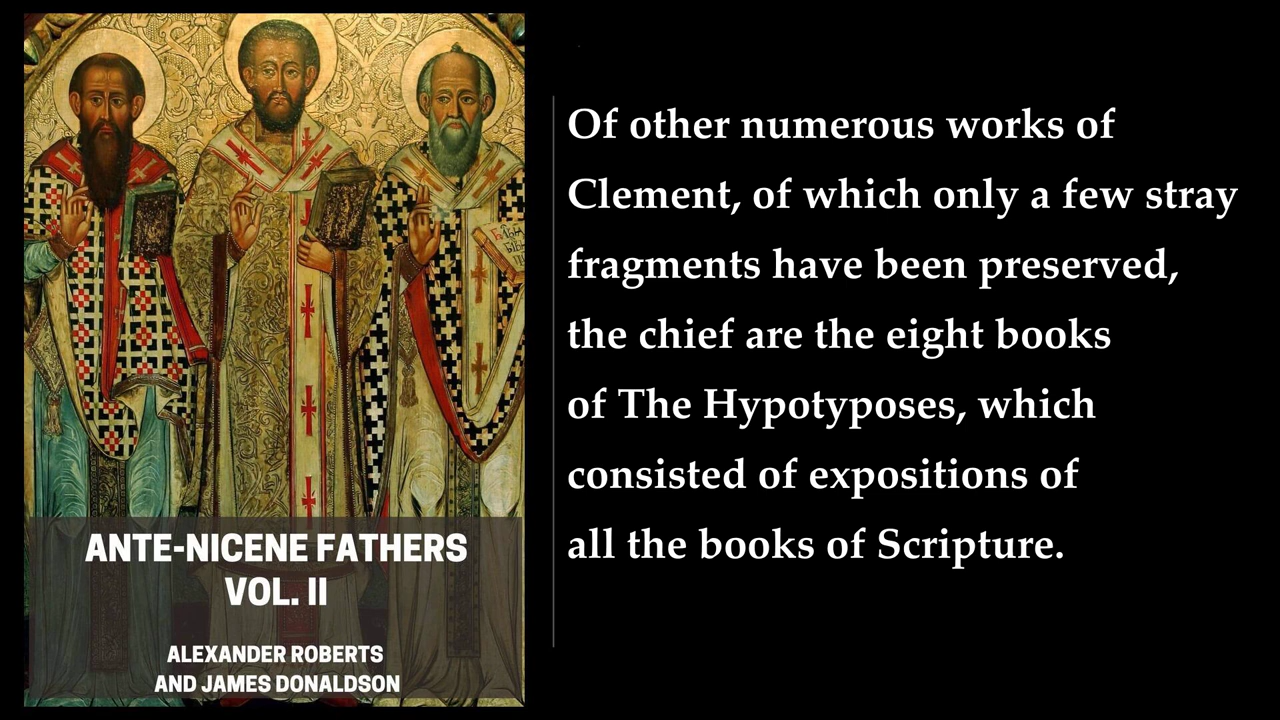 ANTE-NICENE FATHERS
VOL. II
ALEXANDER ROBERTS
AND JAMES DONALDSON
Of other numerous works of
Clement, of which only a few stray
fragments have been preserved,
the chief are the eight books
of The Hypotyposes, which
consisted of expositions of
all the books of Scripture.